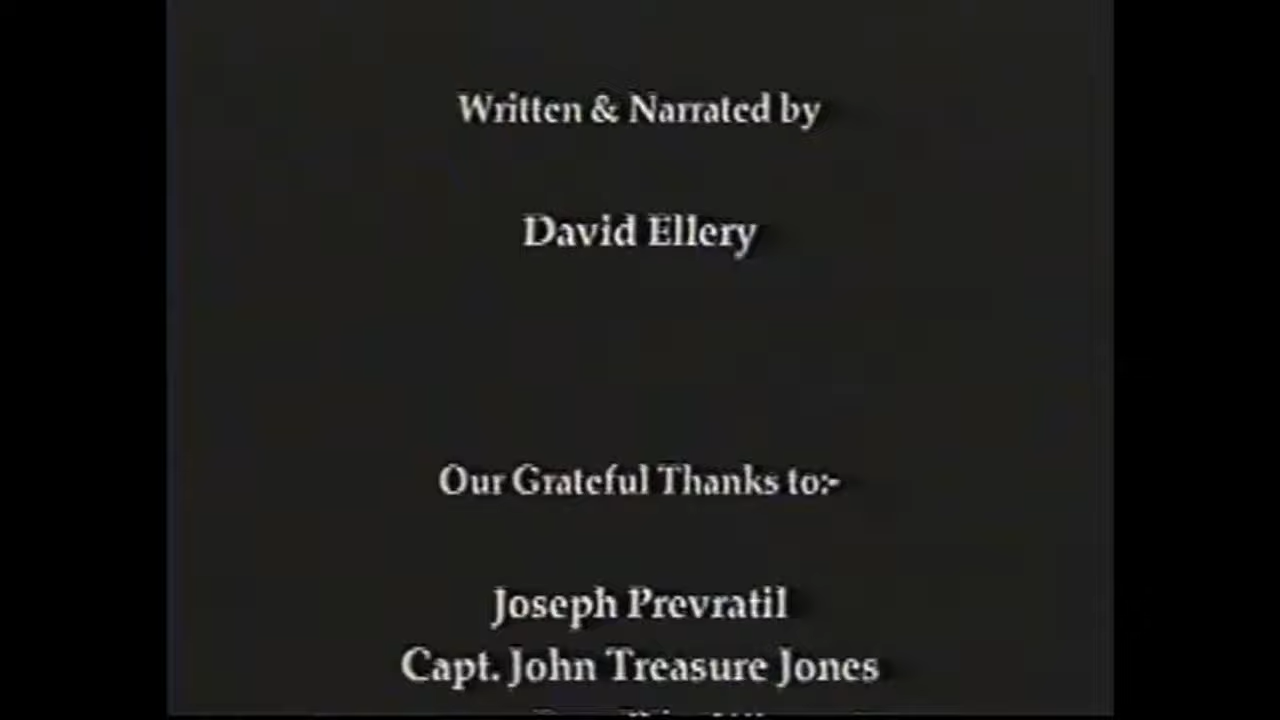 Written & Narrated by
David Ellery
Our Grateful Thanks to:-
Joseph Prevratil
Capt. John Treasure Jones